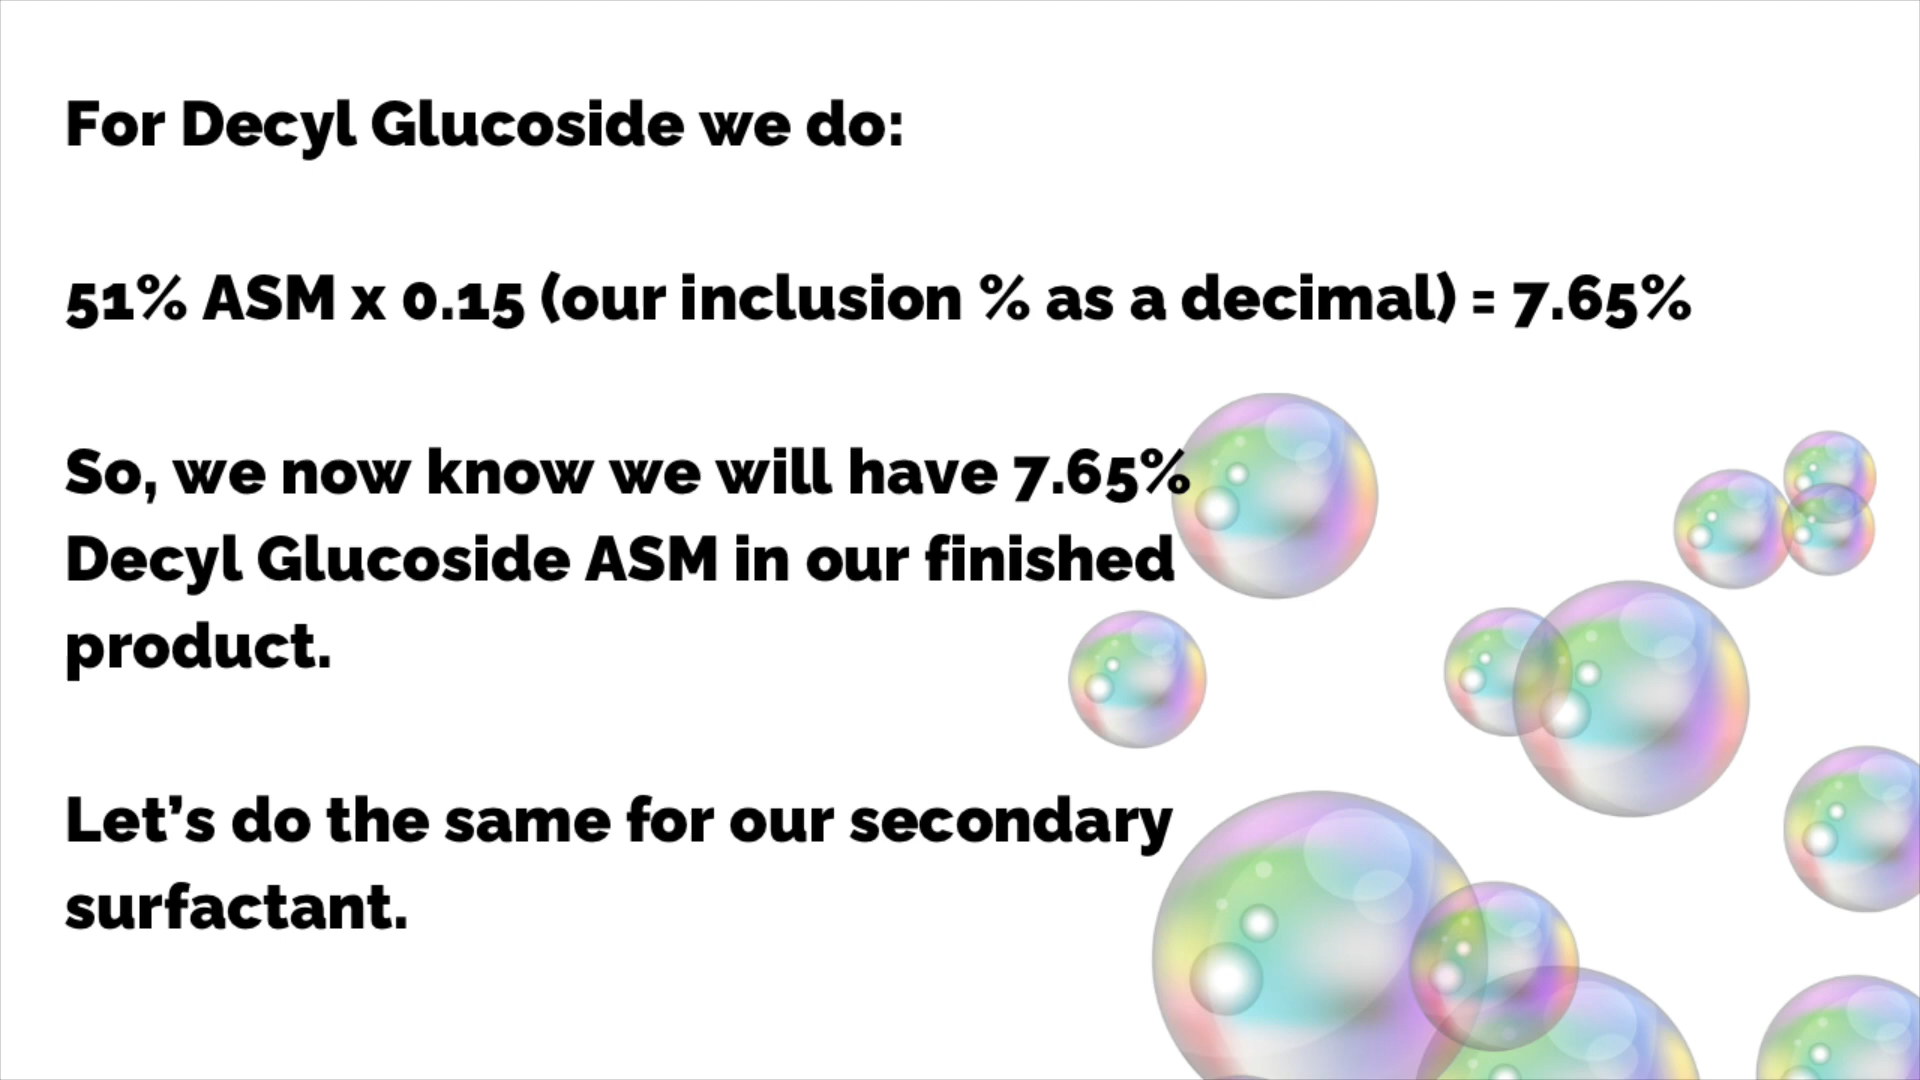 For Decyl Glucoside we do:
51% ASM x 0.15 (our inclusion % as a decimal) = 7.65%
So, we now know we will have 7.65%
Decyl Glucoside ASM in our finished
product.
Let’s do the same for our secondary
surfactant.